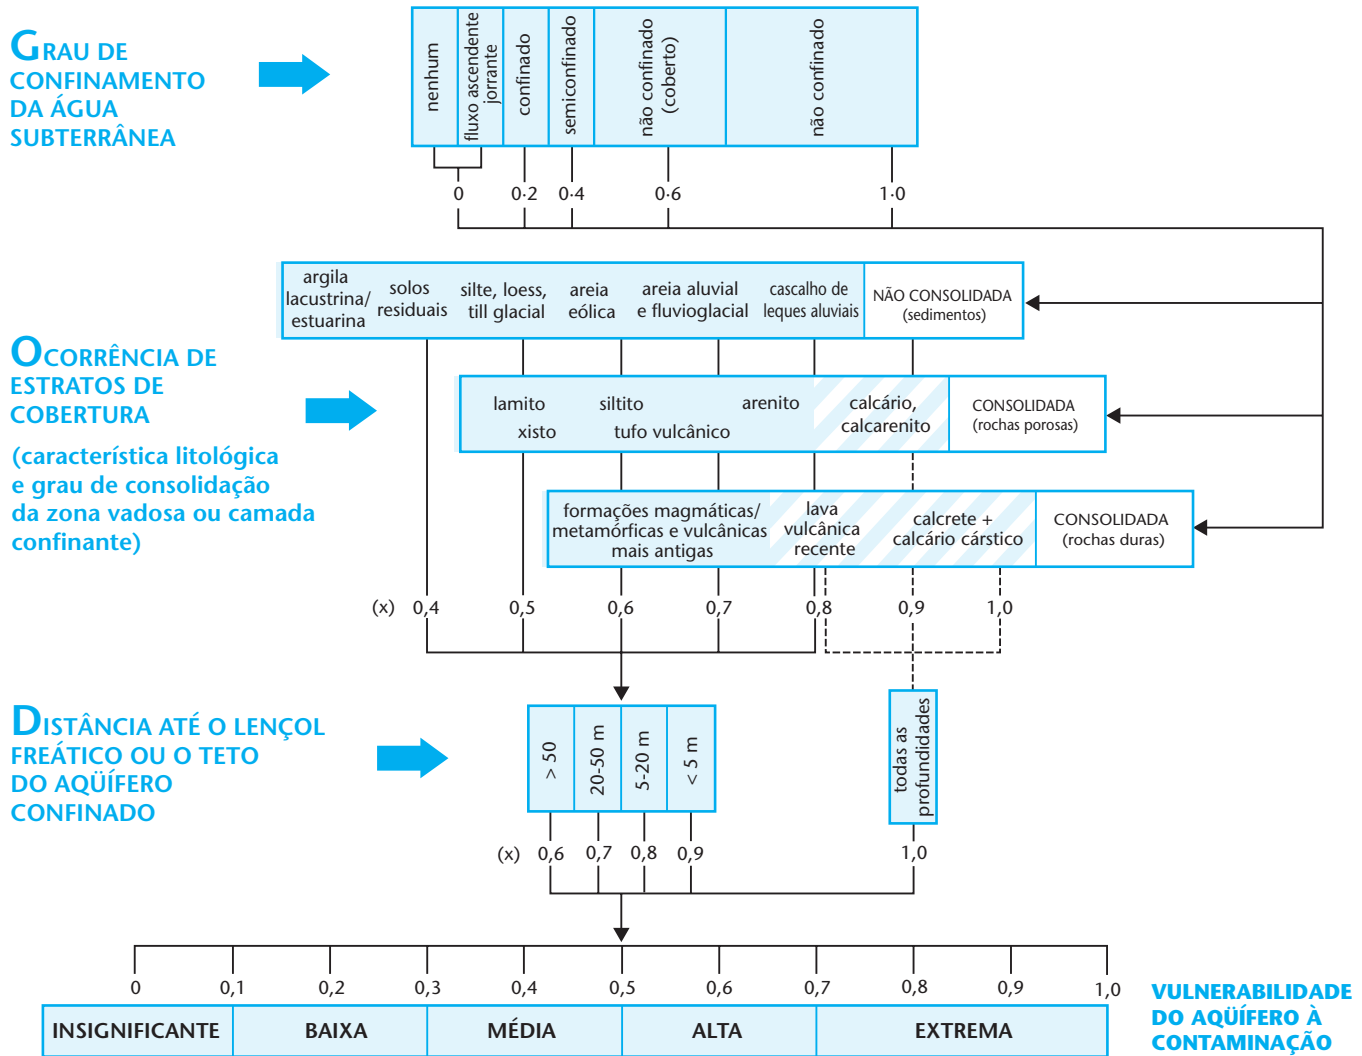 GRAU DE
CONFINAMENTO
DA ÁGUA
SUBTERRÂNEA
nenhum
fluxo ascendente
jorrante
confinado
semiconfinado
não confinado
(coberto)
não confinado
0
0·2
0·4
0·6
1·0
OCORRÊNCIA DE
ESTRATOS DE
COBERTURA
(característica litológica
e grau de consolidação
da zona vadosa ou camada
confinante)
argila
lacustrina/
estuarina
solos
residuais
silte, loess,
till glacial
areia
eólica
areia aluvial
e fluvioglacial
cascalho de
leques aluviais
NÃO CONSOLIDADA
(sedimentos)
lamito
xisto
siltito
tufo vulcânico
arenito
calcário,
calcarenito
CONSOLIDADA
(rochas porosas)
formações magmáticas/
metamórficas e vulcânicas
mais antigas
lava
vulcânica
recente
calcrete +
calcário cárstico
CONSOLIDADA
(rochas duras)
(x) 0,4 0,5 0,6 0,7 0,8 0,9 1,0
DISTÂNCIA ATÉ O LENÇOL
FREÁTICO OU O TETO
DO AQÜÍFERO
CONFINADO
> 50
20-50 m
5-20 m
< 5 m
todas as
profundidades
(x) 0,6 0,7 0,8 0,9 1,0
0 0,1 0,2 0,3 0,4 0,5 0,6 0,7 0,8 0,9 1,0
INSIGNIFICANTE BAIXA MÉDIA ALTA EXTREMA
VULNERABILIDADE
DO AQÜÍFERO À
CONTAMINAÇÃO